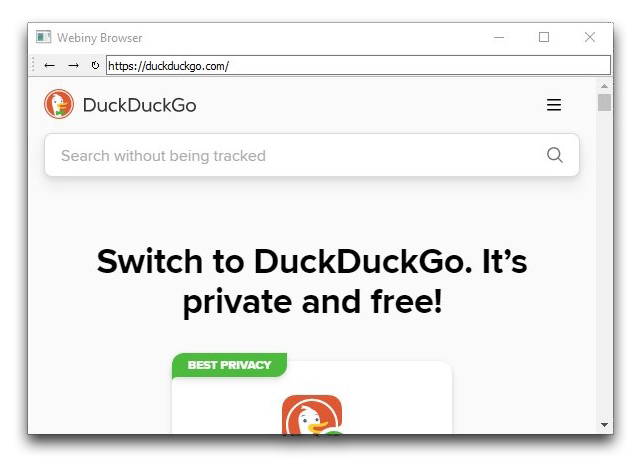 Webiny Browser
https://duckduckgo.com/
DuckDuckGo
Search without being tracked
Switch to DuckDuckGo. It’s
private and free!
BEST PRIVACY